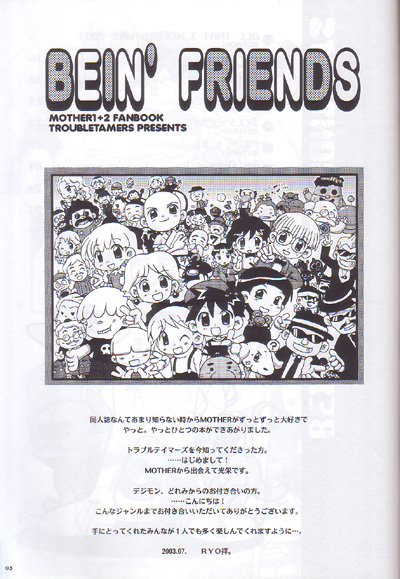 BEIN' FRIENDS
MOTHER1+2 FANBOOK
TROUBLETAMERS PRESENTS
同人誌なんてあまり知らない時からMOTHERがずっとずっと大好きで
やっと。やっとひとつの本ができあがりました。
トラブルテイマーズを今知ってくださった方。
……はじめまして！
MOTHERから出会えて光栄です。
デジモン、どれみからのお付き合いの方。
……こんにちは！
こんなジャンルまでお付き合いいただいてありがとうございます。
手にとってくれたみんなが１人でも多く楽しんでくれますように…。
2003.07. RYO拝。
03